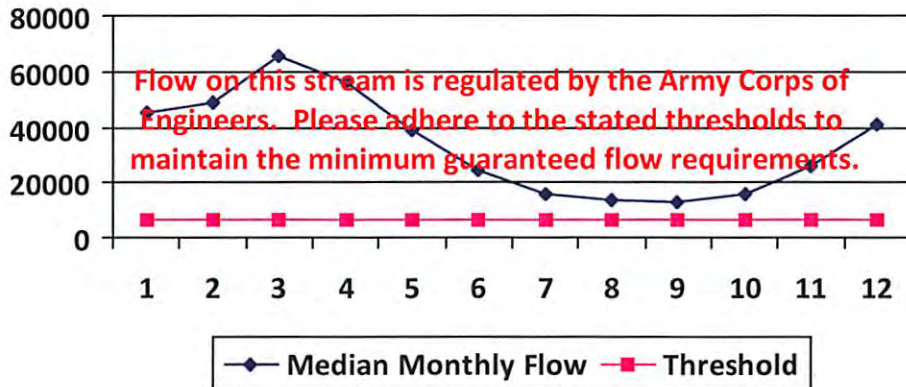 80000
60000
40000
20000
0
Flow on this stream is regulated by the Army Corps of
Engineers. Please adhere to the stated thresholds to
maintain the minimum guaranteed flow requirements.
1 2 3 4 5 6 7 8 9 10 11 12
Median Monthly Flow Threshold